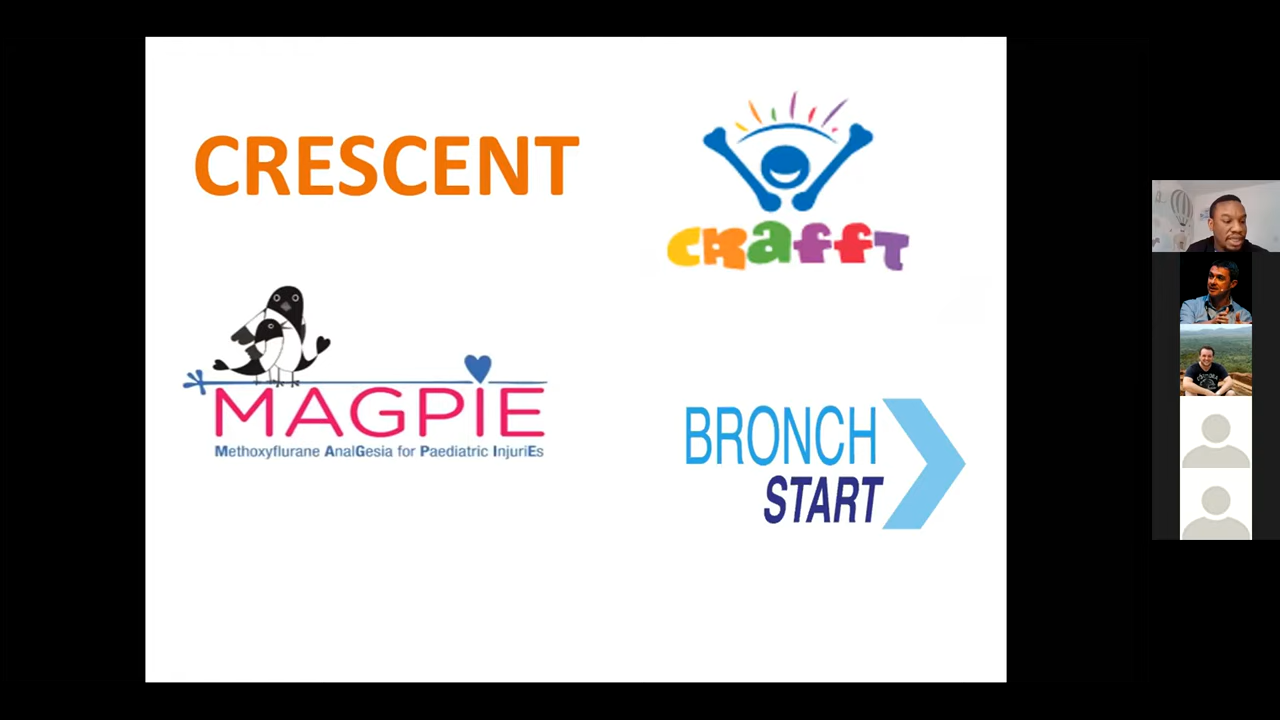 CRESCENT
CRAfft
MAGPIE
Methoxyflurane AnalGesia for Paediatric InjuriEs
BRONCH
START